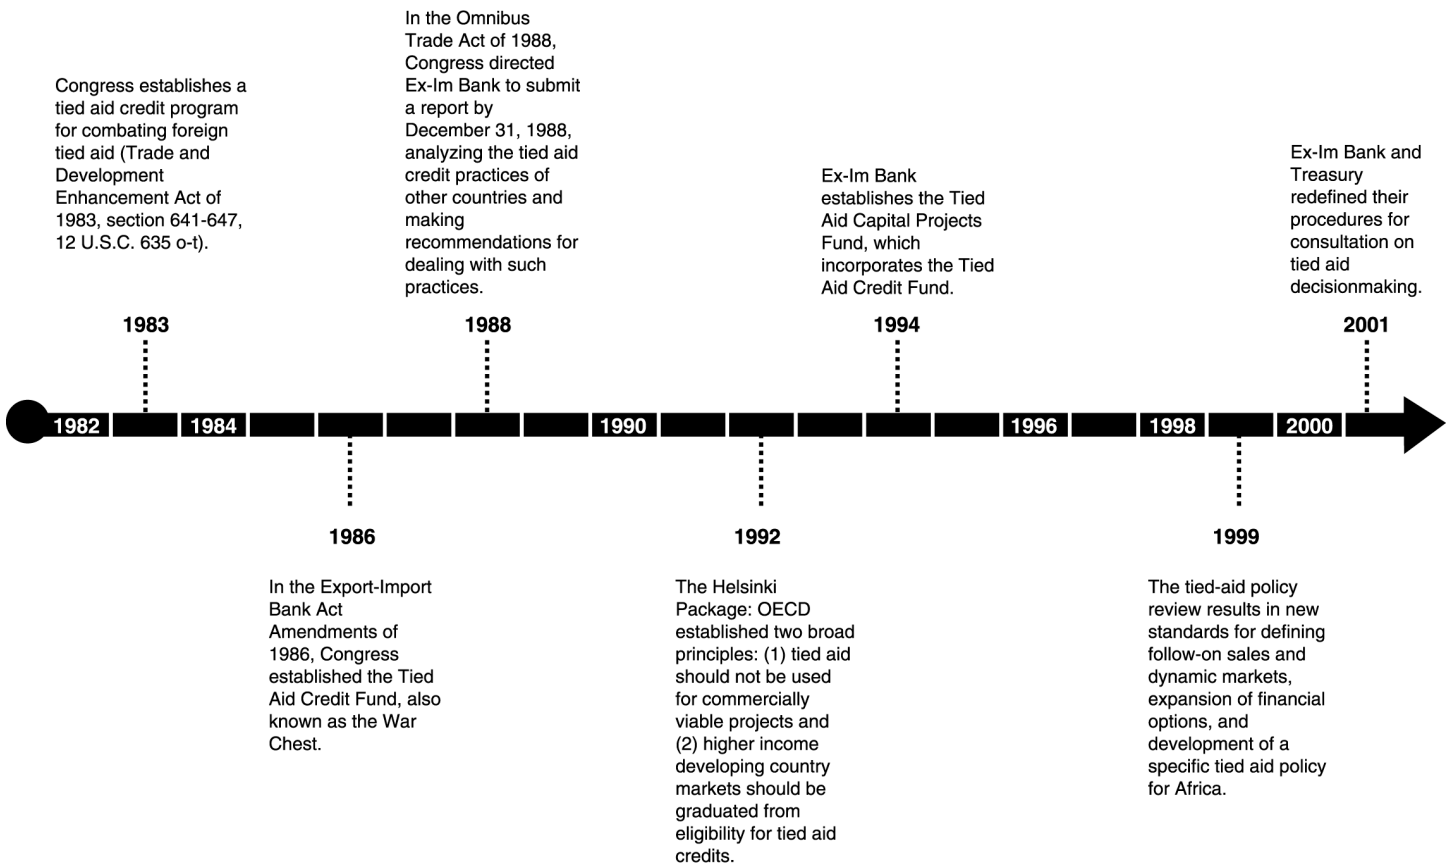 In the Omnibus
Trade Act of 1988,
Congress directed
Ex-Im Bank to submit
a report by
December 31, 1988,
analyzing the tied aid
credit practices of
other countries and
making
recommendations for
dealing with such
practices.
Congress establishes a
tied aid credit program
for combating foreign
tied aid (Trade and
Development
Enhancement Act of
1983, section 641-647,
12 U.S.C. 635 o-t).
Ex-Im Bank
establishes the Tied
Aid Capital Projects
Fund, which
incorporates the Tied
Aid Credit Fund.
Ex-Im Bank and
Treasury
redefined their
procedures for
consultation on
tied aid
decisionmaking.
1983
1988
1994
2001
1982
1984
1990
1996
1998
2000
1986
1992
1999
In the Export-Import
Bank Act
Amendments of
1986, Congress
established the Tied
Aid Credit Fund, also
known as the War
Chest.
The Helsinki
Package: OECD
established two broad
principles: (1) tied aid
should not be used
for commercially
viable projects and
(2) higher income
developing country
markets should be
graduated from
eligibility for tied aid
credits.
The tied-aid policy
review results in new
standards for defining
follow-on sales and
dynamic markets,
expansion of financial
options, and
development of a
specific tied aid policy
for Africa.